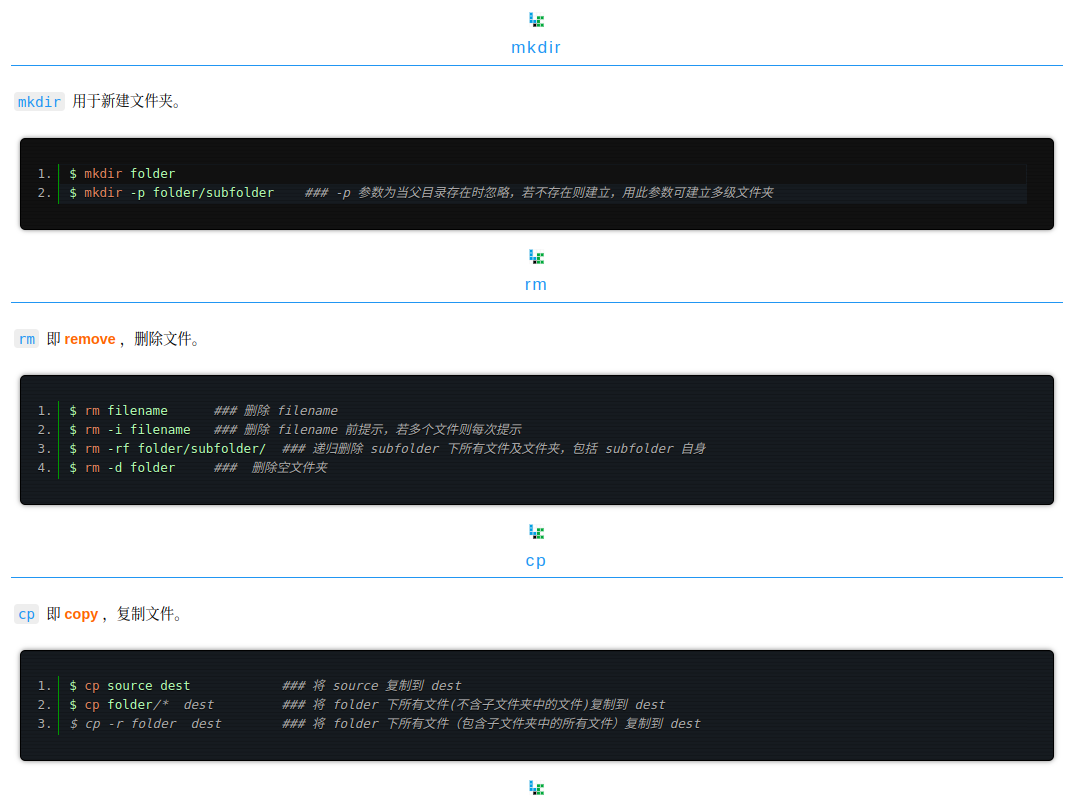 mkdir
mkdir 用于新建文件夹。
1. $ mkdir folder
2. $ mkdir -p folder/subfolder    ### -p 参数为当父目录存在时忽略，若不存在则建立，用此参数可建立多级文件夹
rm
rm 即 remove ，删除文件。
1. $ rm filename      ### 删除 filename
2. $ rm -i filename   ### 删除 filename 前提示，若多个文件则每次提示
3. $ rm -rf folder/subfolder/  ### 递归删除 subfolder 下所有文件及文件夹，包括 subfolder 自身
4. $ rm -d folder     ###  删除空文件夹
cp
cp 即 copy ，复制文件。
1. $ cp source dest            ### 将 source 复制到 dest
2. $ cp folder/*  dest         ### 将 folder 下所有文件(不含子文件夹中的文件)复制到 dest
3. $ cp -r folder  dest        ### 将 folder 下所有文件（包含子文件夹中的所有文件）复制到 dest